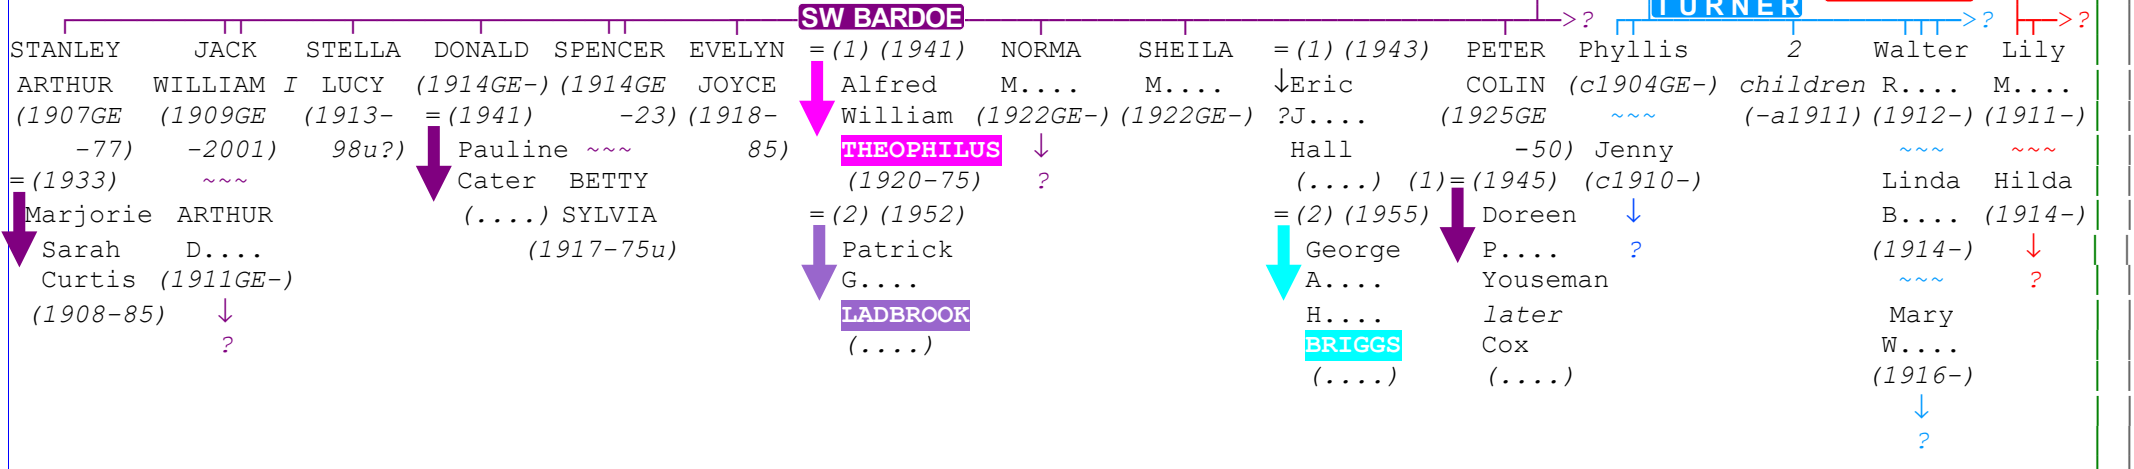 SW BARDOE >? TURNER >? >?
STANLEY JACK STELLA DONALD SPENCER EVELYN =(1)(1941) NORMA SHEILA =(1)(1943) PETER Phyllis 2 Walter Lily
ARTHUR WILLIAM I LUCY (1914GE-)(1914GE JOYCE Alfred M.... M.... ↓Eric COLIN (c1904GE-) children R.... M....
(1907GE (1909GE (1913- =(1941) -23)(1918- William (1922GE-)(1922GE-) ?J.... (1925GE ~~~ (-a1911)(1912-)(1911-)
-77) -2001) 98u?) Pauline ~~~ 85) THEOPHILUS ↓ Hall -50) Jenny ~~~ ~~~
=(1933) ~~~ Cater BETTY (1920-75) ? (....) (1)=(1945) (c1910-) Linda Hilda
Marjorie ARTHUR (....) SYLVIA =(2)(1952) =(2)(1955) Doreen ↓ B.... (1914-)
Sarah D.... (1917-75u) Patrick George P.... ? (1914-) ↓
Curtis (1911GE-) G.... A.... Youseman ~~~ ?
(1908-85) ↓ LADBROOK H.... later Mary
? (....) BRIGGS Cox W....
(....) (....) (1916-)
↓
?